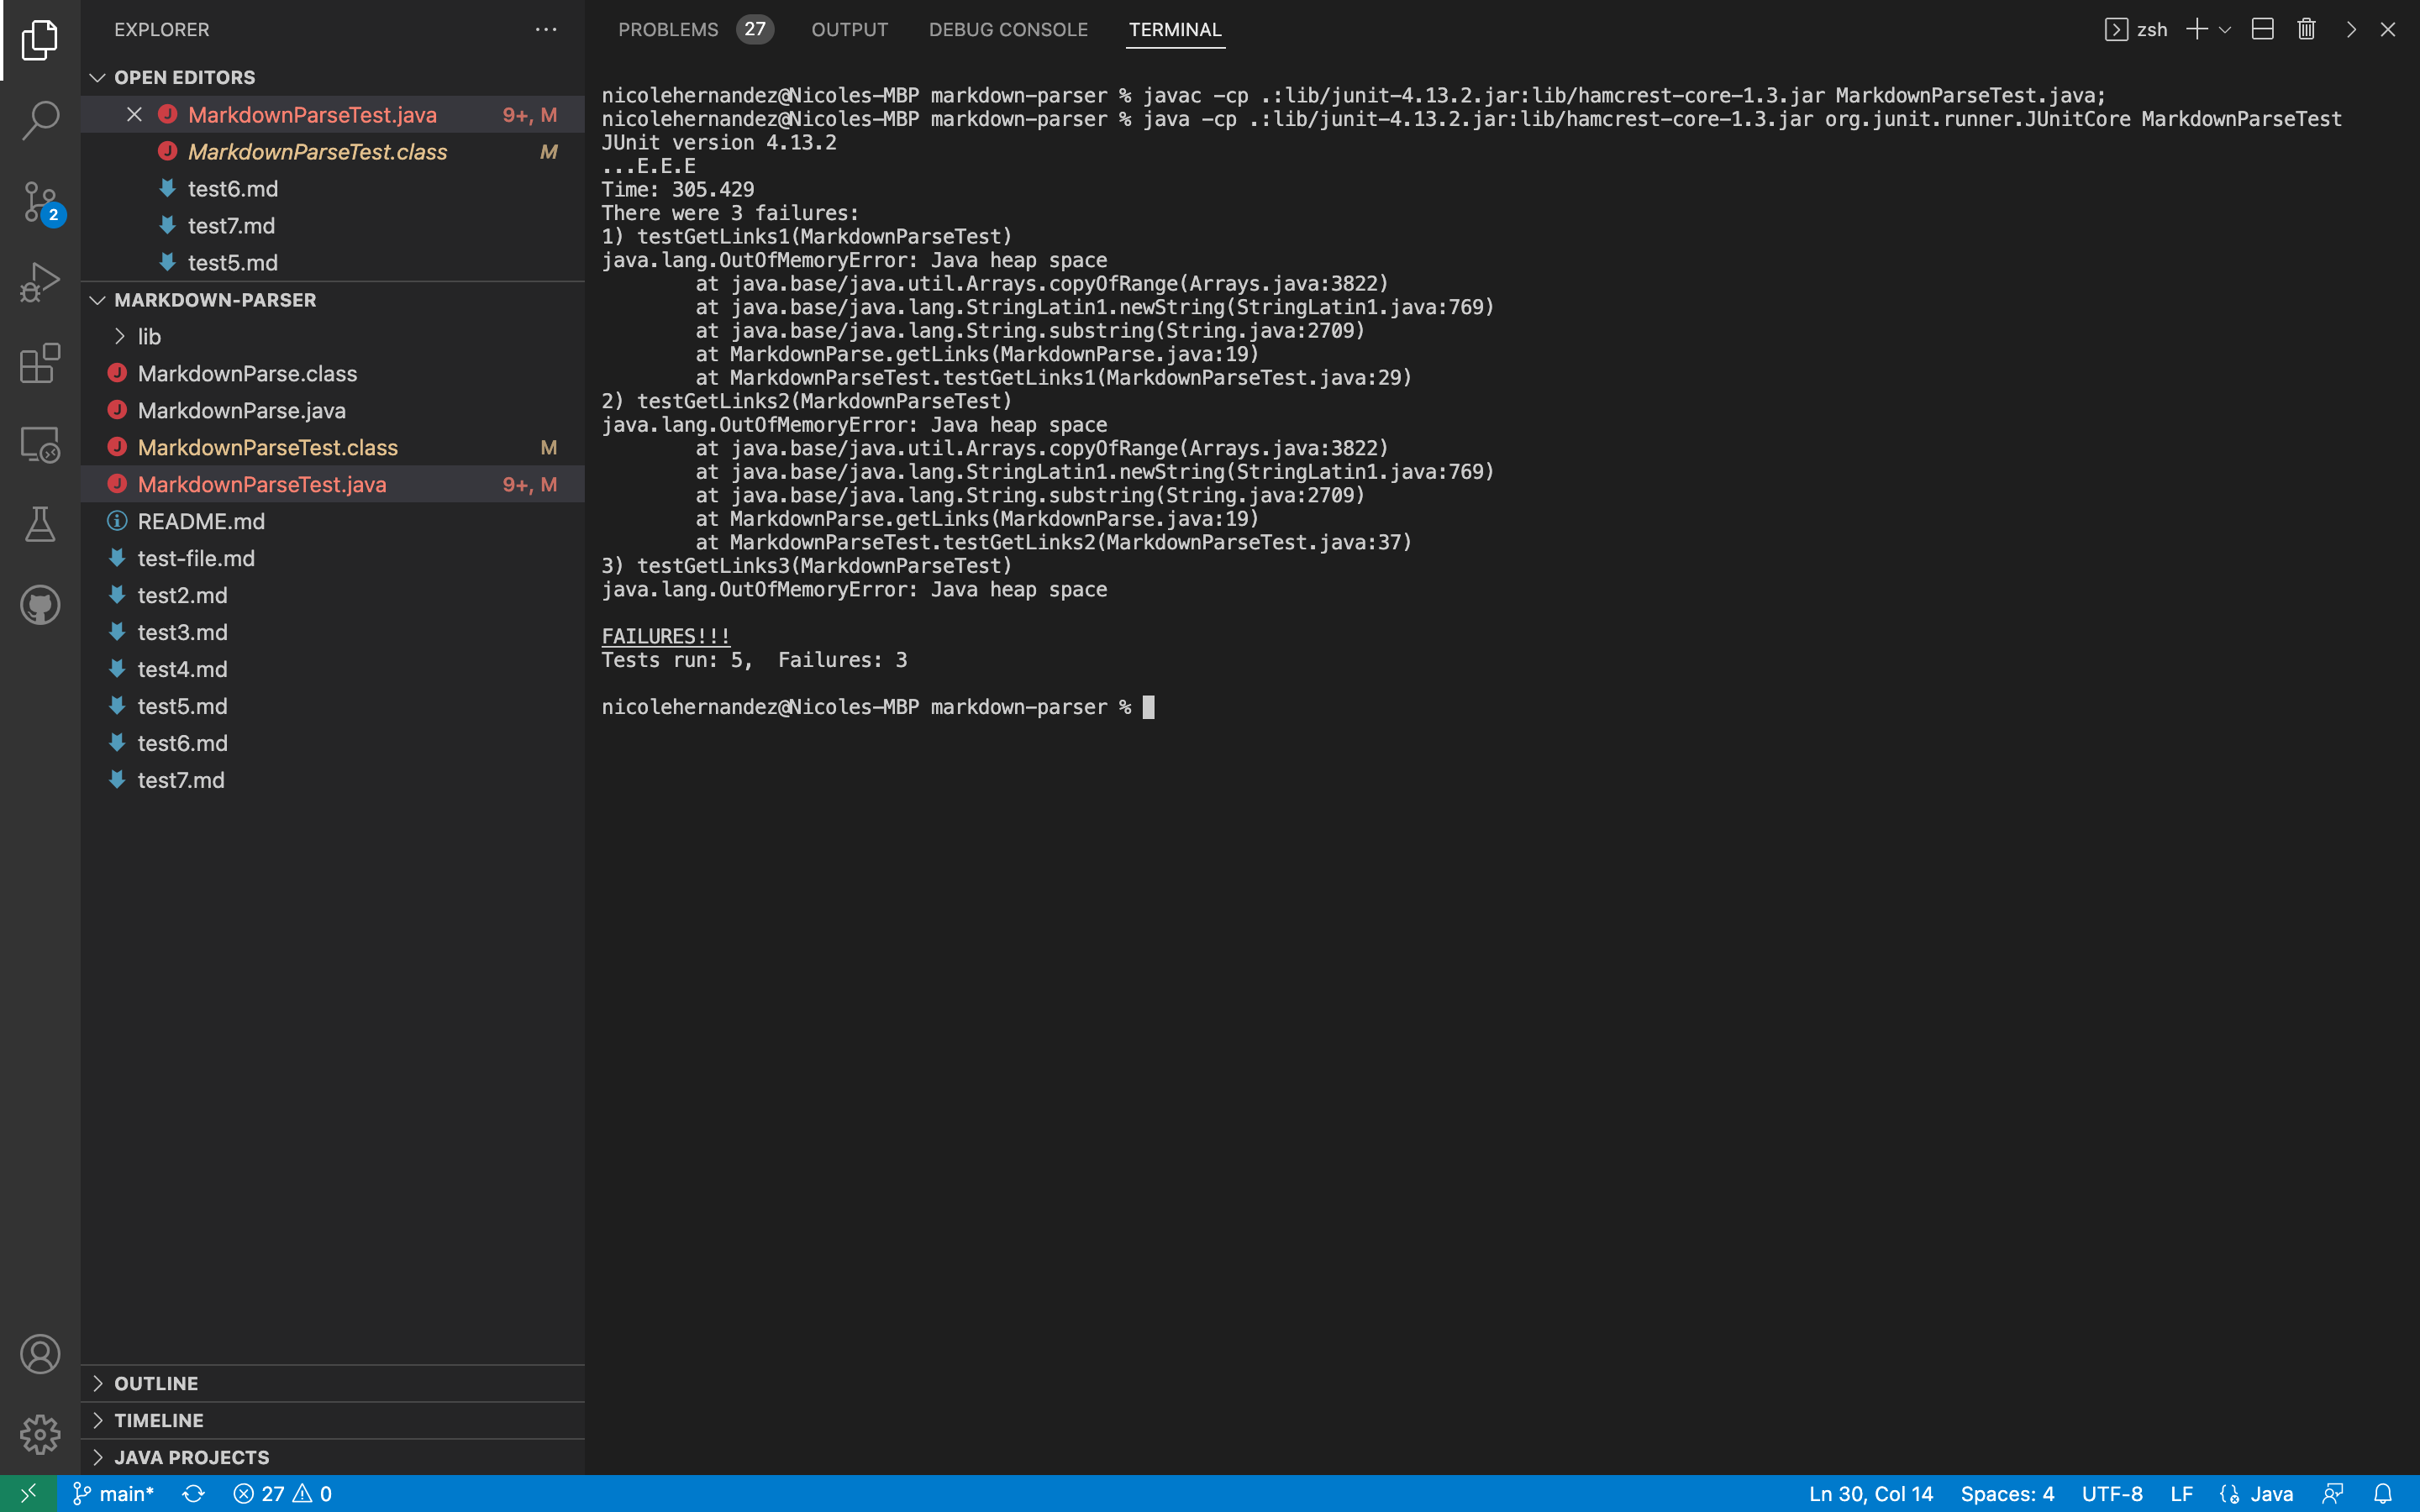 EXPLORER
OPEN EDITORS
MarkdownParseTest.java 9+, M
MarkdownParseTest.class M
test6.md
test7.md
test5.md
MARKDOWN-PARSER
lib
MarkdownParse.class
MarkdownParse.java
MarkdownParseTest.class M
MarkdownParseTest.java 9+, M
README.md
test-file.md
test2.md
test3.md
test4.md
test5.md
test6.md
test7.md
OUTLINE
TIMELINE
JAVA PROJECTS
2
PROBLEMS 27 OUTPUT DEBUG CONSOLE TERMINAL
zsh
nicolehernandez@Nicoles-MBP markdown-parser % javac -cp .:lib/junit-4.13.2.jar:lib/hamcrest-core-1.3.jar MarkdownParseTest.java;
nicolehernandez@Nicoles-MBP markdown-parser % java -cp .:lib/junit-4.13.2.jar:lib/hamcrest-core-1.3.jar org.junit.runner.JUnitCore MarkdownParseTest
JUnit version 4.13.2
...E.E.E
Time: 305.429
There were 3 failures:
1) testGetLinks1(MarkdownParseTest)
java.lang.OutOfMemoryError: Java heap space
at java.base/java.util.Arrays.copyOfRange(Arrays.java:3822)
at java.base/java.lang.StringLatin1.newString(StringLatin1.java:769)
at java.base/java.lang.String.substring(String.java:2709)
at MarkdownParse.getLinks(MarkdownParse.java:19)
at MarkdownParseTest.testGetLinks1(MarkdownParseTest.java:29)
2) testGetLinks2(MarkdownParseTest)
java.lang.OutOfMemoryError: Java heap space
at java.base/java.util.Arrays.copyOfRange(Arrays.java:3822)
at java.base/java.lang.StringLatin1.newString(StringLatin1.java:769)
at java.base/java.lang.String.substring(String.java:2709)
at MarkdownParse.getLinks(MarkdownParse.java:19)
at MarkdownParseTest.testGetLinks2(MarkdownParseTest.java:37)
3) testGetLinks3(MarkdownParseTest)
java.lang.OutOfMemoryError: Java heap space
FAILURES!!!
Tests run: 5,  Failures: 3
nicolehernandez@Nicoles-MBP markdown-parser %
main* 27 0
Ln 30, Col 14 Spaces: 4 UTF-8 LF Java